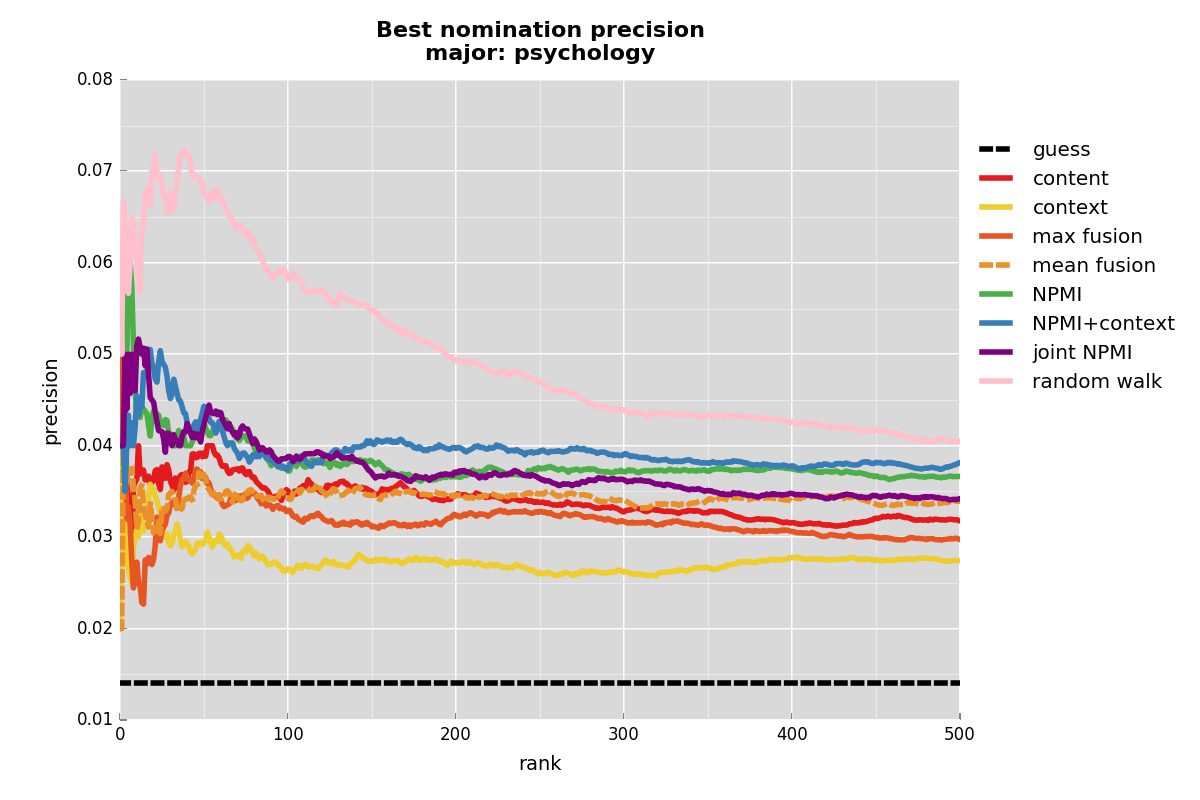 Best nomination precision
major: psychology
precision
0.08
0.07
0.06
0.05
0.04
0.03
0.02
0.01
0
100
200
300
400
500
rank
guess
content
context
max fusion
mean fusion
NPMI
NPMI+context
joint NPMI
random walk